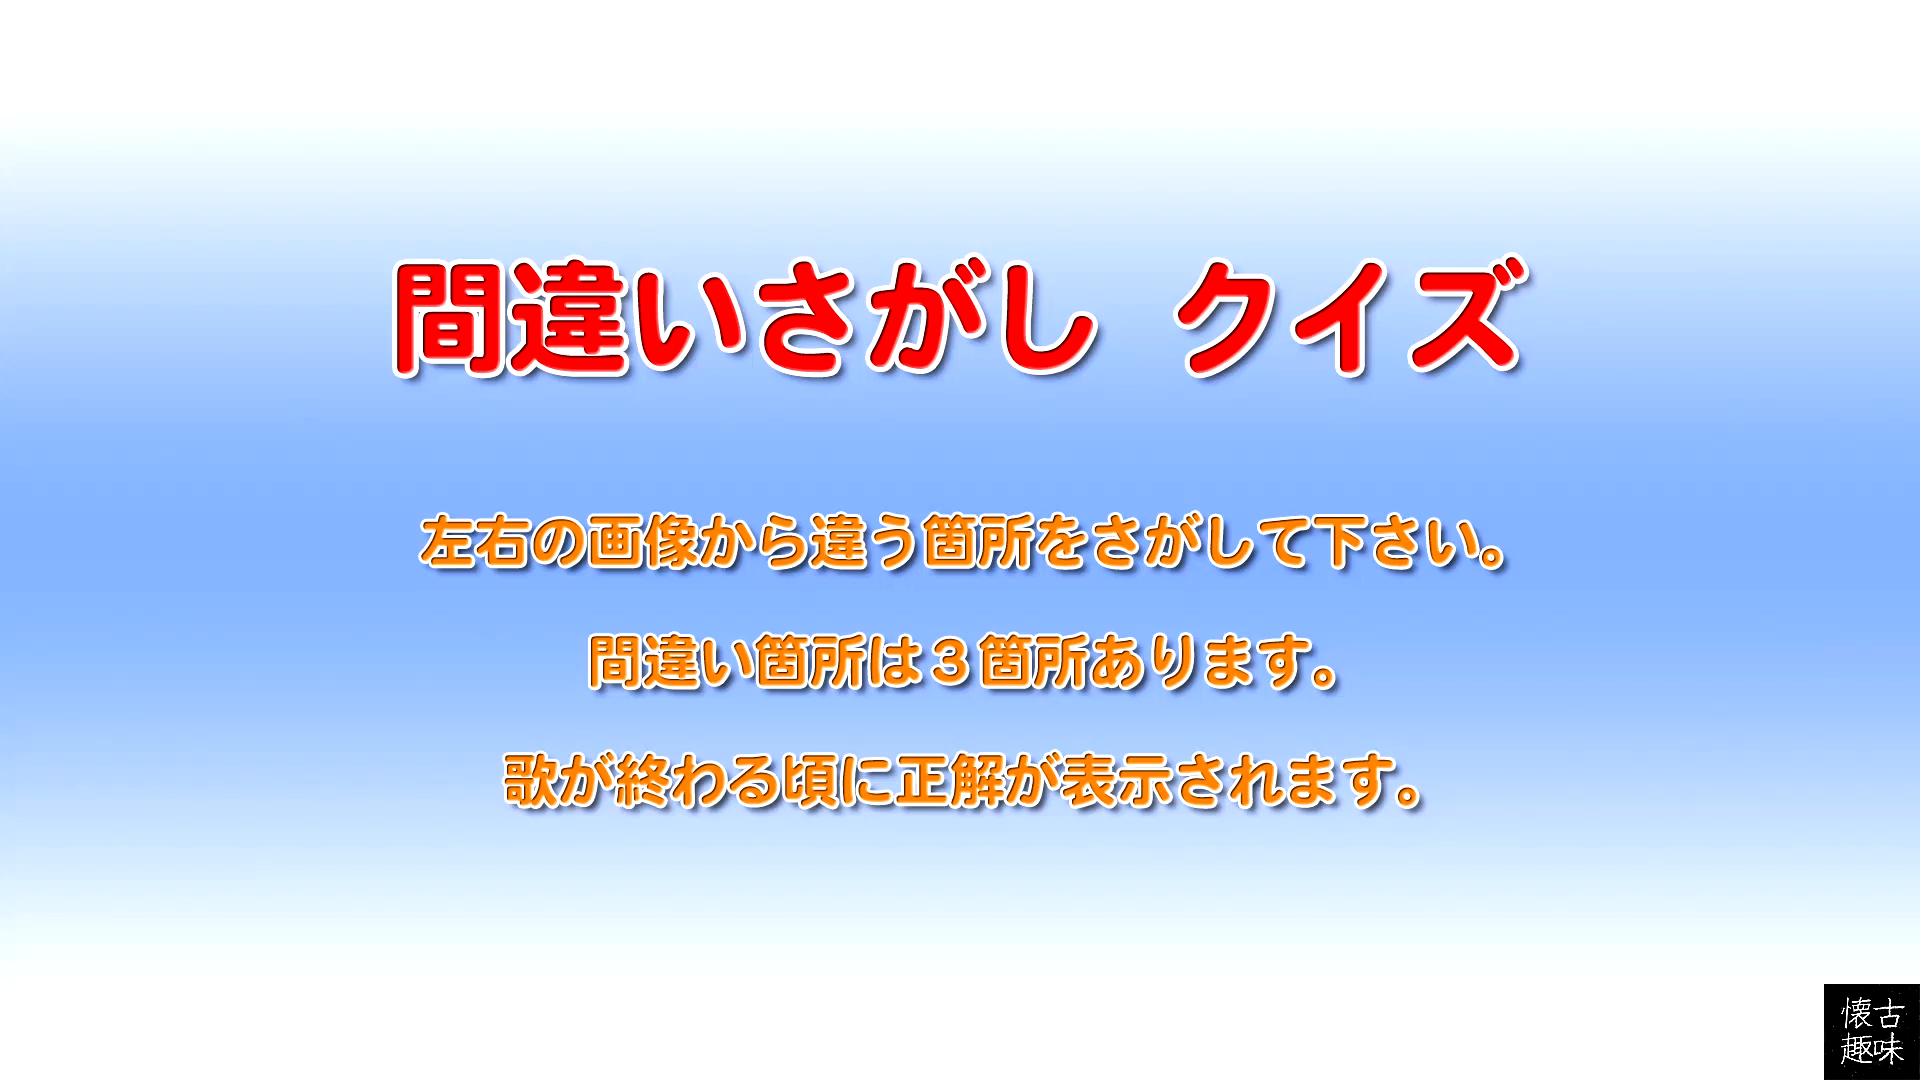 間違いさがし クイズ
左右の画像から違う箇所をさがして下さい。
間違い箇所は３箇所あります。
歌が終わる頃に正解が表示されます。
懐古
趣味